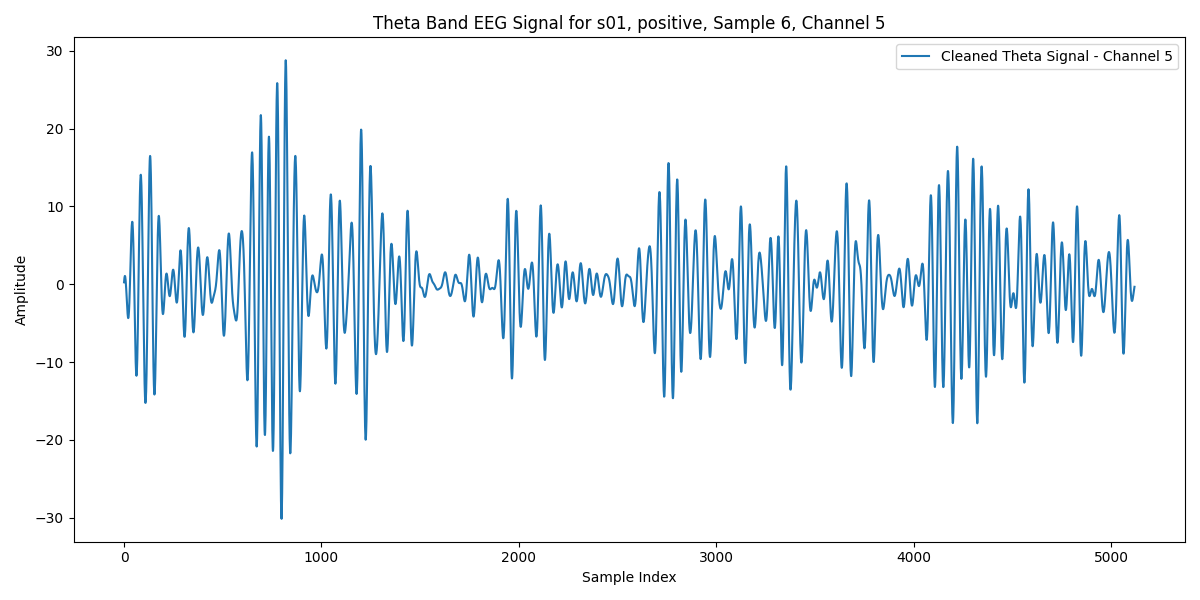 Theta Band EEG Signal for s01, positive, Sample 6, Channel 5
Cleaned Theta Signal - Channel 5
30
20
10
0
−10
−20
−30
Amplitude
0 1000 2000 3000 4000 5000
Sample Index